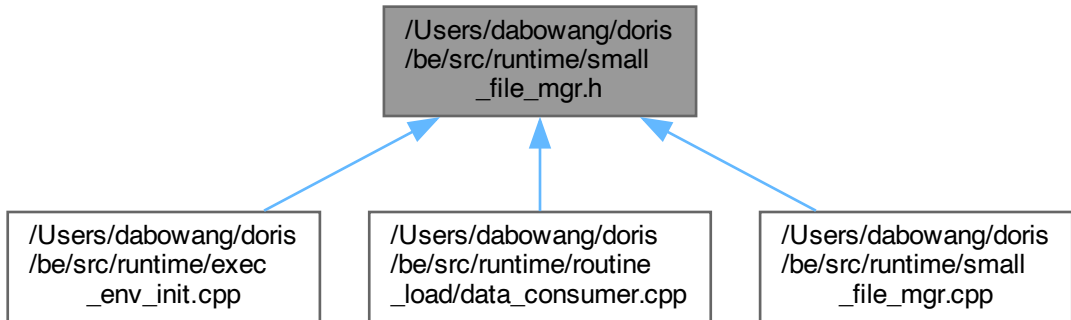 /Users/dabowang/doris
/be/src/runtime/small
_file_mgr.h
/Users/dabowang/doris
/be/src/runtime/exec
_env_init.cpp
/Users/dabowang/doris
/be/src/runtime/routine
_load/data_consumer.cpp
/Users/dabowang/doris
/be/src/runtime/small
_file_mgr.cpp